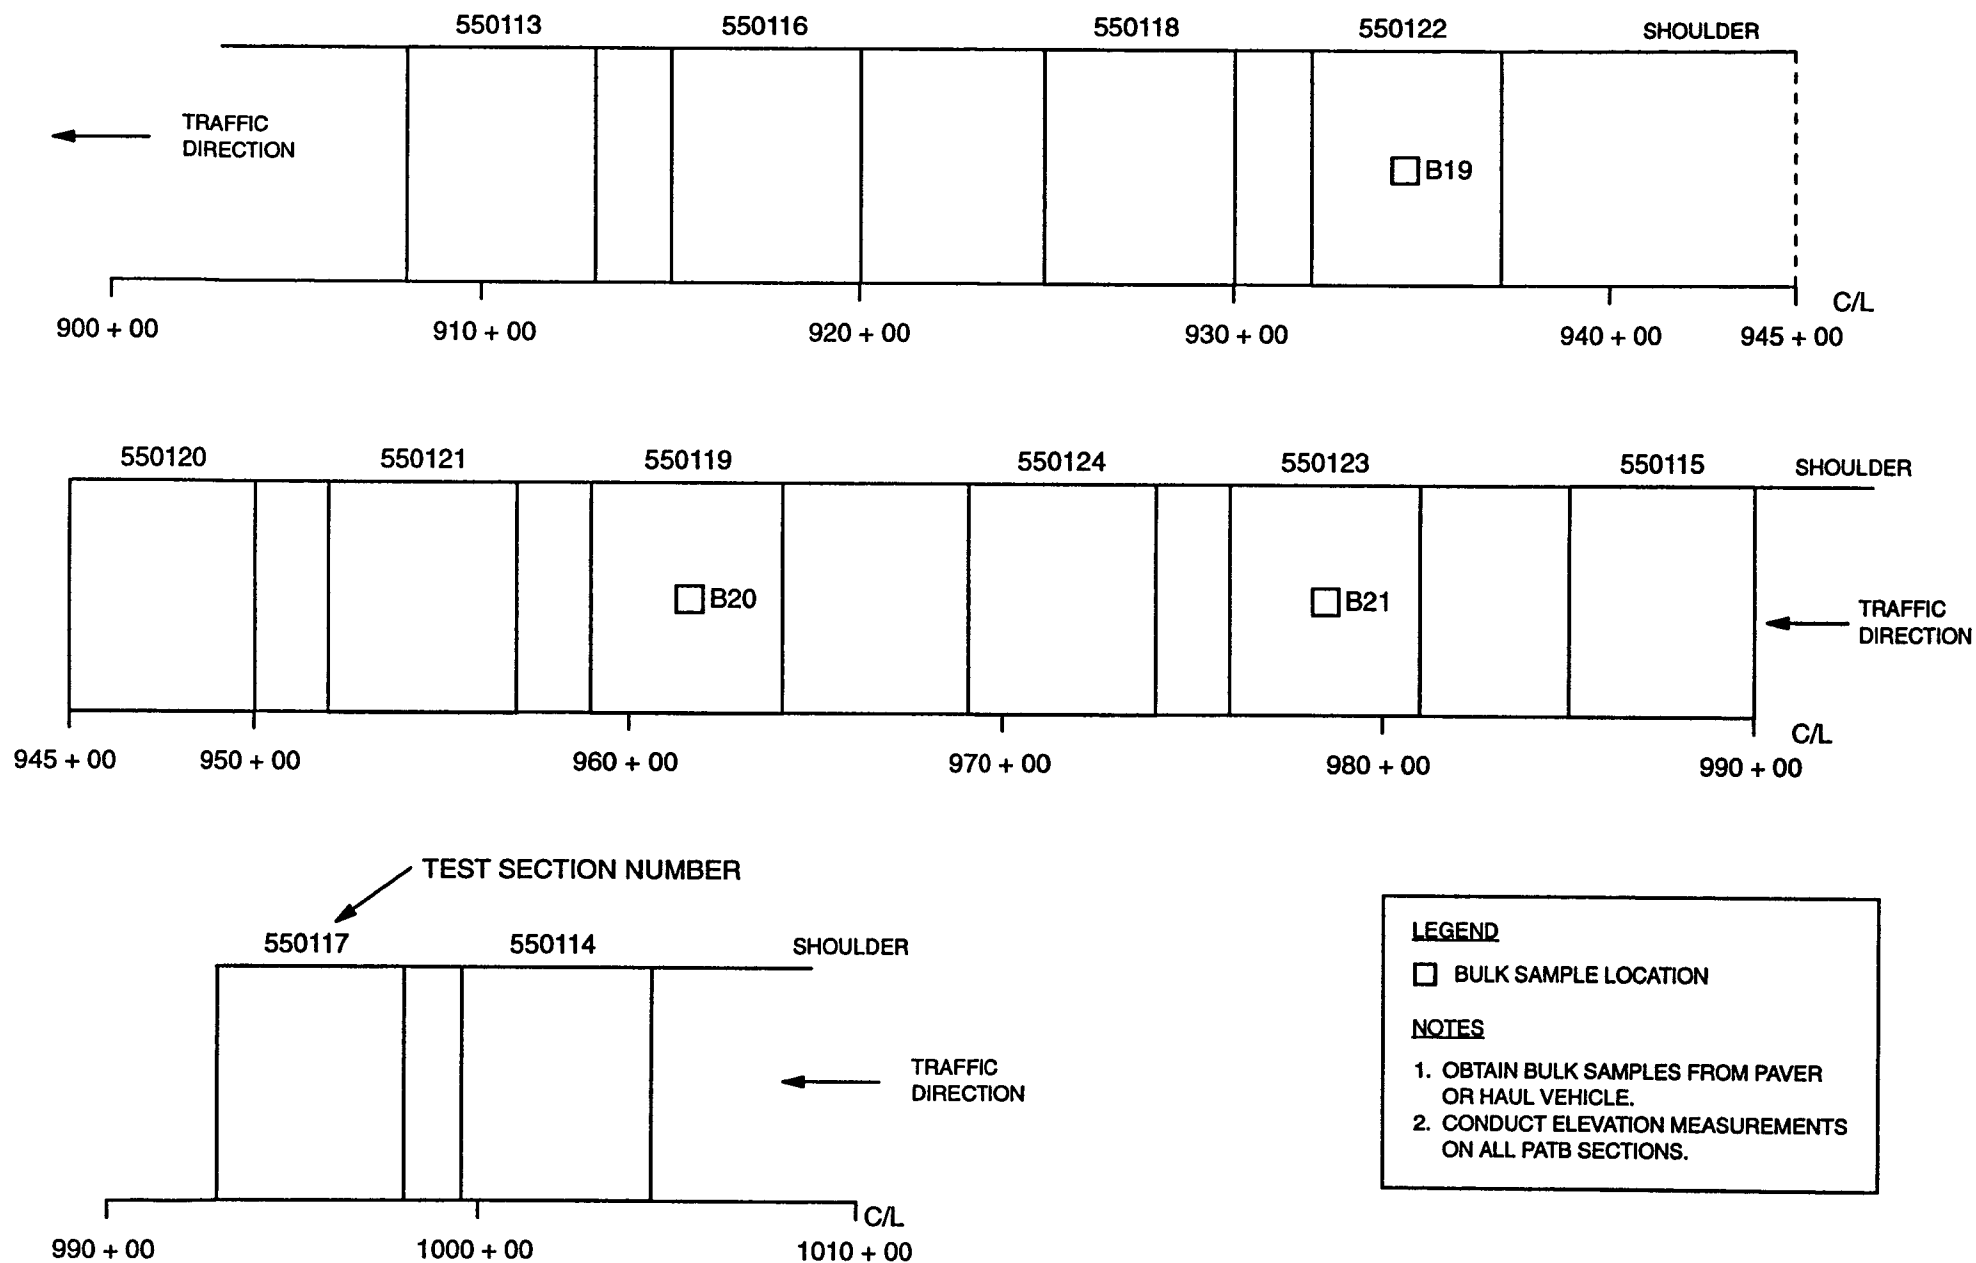 550113 550116 550118 550122 SHOULDER
TRAFFIC
DIRECTION
B19
C/L
900 + 00 910 + 00 920 + 00 930 + 00 940 + 00 945 + 00
550120 550121 550119 550124 550123 550115 SHOULDER
B20 B21
TRAFFIC
DIRECTION
C/L
945 + 00 950 + 00 960 + 00 970 + 00 980 + 00 990 + 00
TEST SECTION NUMBER
550117 550114 SHOULDER
TRAFFIC
DIRECTION
C/L
990 + 00 1000 + 00 1010 + 00
LEGEND
BULK SAMPLE LOCATION
NOTES
1. OBTAIN BULK SAMPLES FROM PAVER
OR HAUL VEHICLE.
2. CONDUCT ELEVATION MEASUREMENTS
ON ALL PATB SECTIONS.